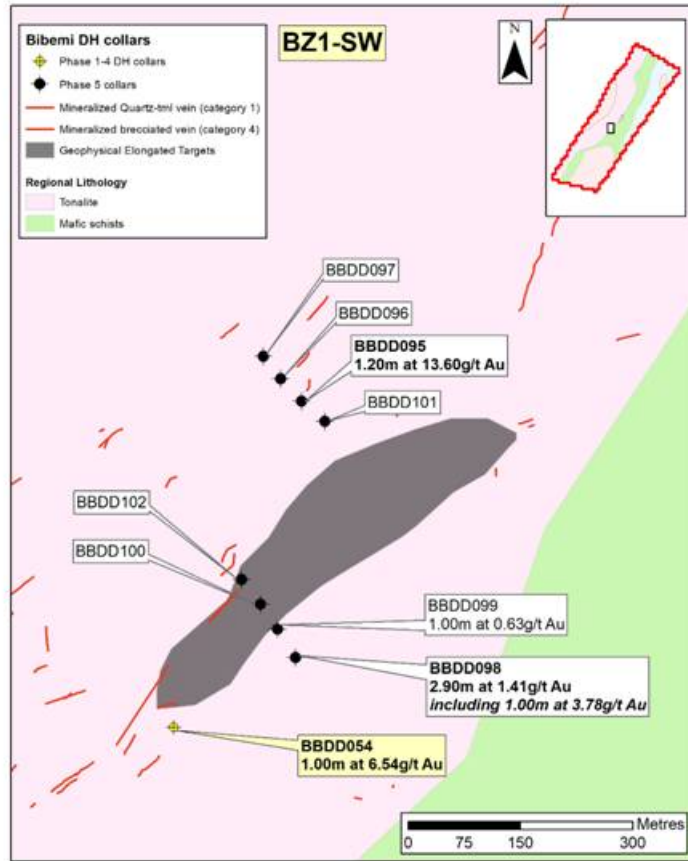 Bibemi DH collars
Phase 1-4 DH collars
Phase 5 collars
Mineralized Quartz-tml vein (category 1)
Mineralized brecciated vein (category 4)
Geophysical Elongated Targets
Regional Lithology
Tonalite
Mafic schists
BZ1-SW
N
BBDD097
BBDD096
BBDD095
1.20m at 13.60g/t Au
BBDD101
BBDD102
BBDD100
BBDD099
1.00m at 0.63g/t Au
BBDD098
2.90m at 1.41g/t Au
including 1.00m at 3.78g/t Au
BBDD054
1.00m at 6.54g/t Au
Metres
0 75 150 300